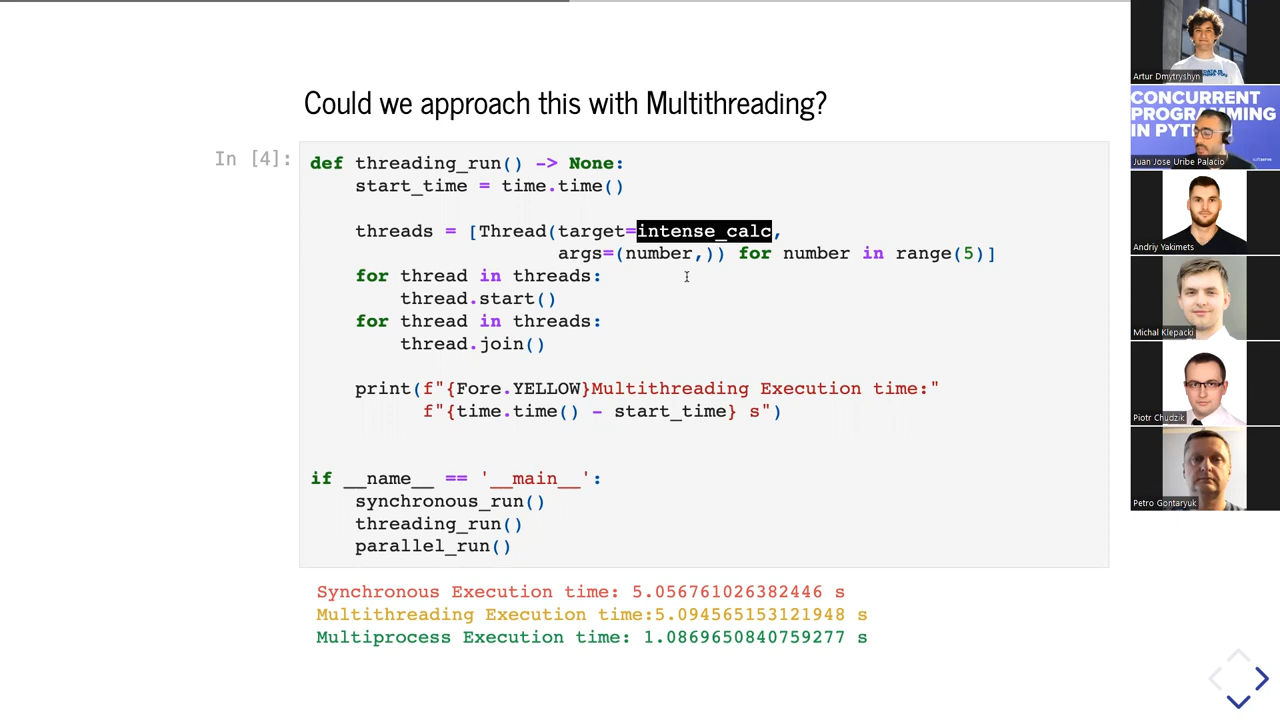 Could we approach this with Multithreading?
In [4]:
def threading_run() -> None:
    start_time = time.time()
    threads = [Thread(target=intense_calc,
                      args=(number,)) for number in range(5)]
    for thread in threads:
        thread.start()
    for thread in threads:
        thread.join()
    print(f"{Fore.YELLOW}Multithreading Execution time:"
          f"{time.time() - start_time} s")
if __name__ == '__main__':
    synchronous_run()
    threading_run()
    parallel_run()
Synchronous Execution time: 5.056761026382446 s
Multithreading Execution time:5.094565153121948 s
Multiprocess Execution time: 1.0869650840759277 s
Artur Dmytryshyn
CONCURRENT
PROGRAMMING
IN
Juan Jose Uribe Palacio
softserve
Andriy Yakimets
Michal Klepacki
Piotr Chudzik
Petro Gontaryuk